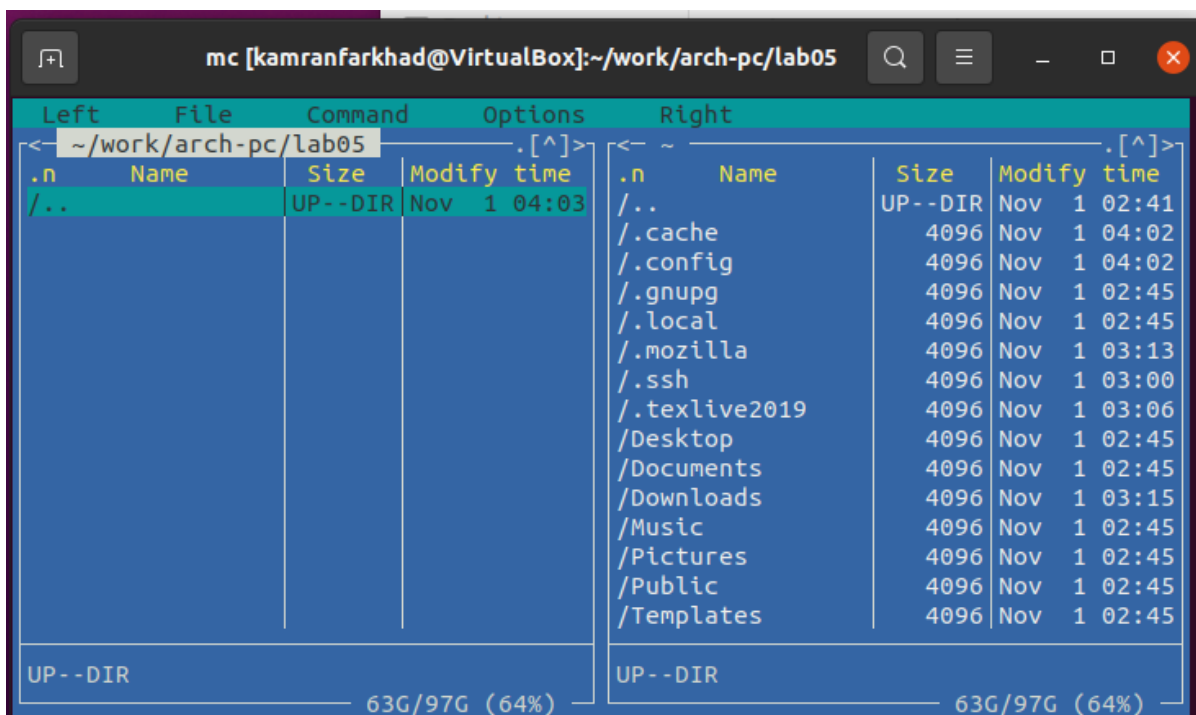 mc [kamranfarkhad@VirtualBox]:~/work/arch-pc/lab05
Left File Command Options Right
<─ ~/work/arch-pc/lab05 ─.[^]>
.n Name Size Modify time
/.. UP--DIR Nov 1 04:03
UP--DIR
63G/97G (64%)
<─ ~ ─.[^]>
.n Name Size Modify time
/.. UP--DIR Nov 1 02:41
/.cache 4096 Nov 1 04:02
/.config 4096 Nov 1 04:02
/.gnupg 4096 Nov 1 02:45
/.local 4096 Nov 1 02:45
/.mozilla 4096 Nov 1 03:13
/.ssh 4096 Nov 1 03:00
/.texlive2019 4096 Nov 1 03:06
/Desktop 4096 Nov 1 02:45
/Documents 4096 Nov 1 02:45
/Downloads 4096 Nov 1 03:15
/Music 4096 Nov 1 02:45
/Pictures 4096 Nov 1 02:45
/Public 4096 Nov 1 02:45
/Templates 4096 Nov 1 02:45
UP--DIR
63G/97G (64%)